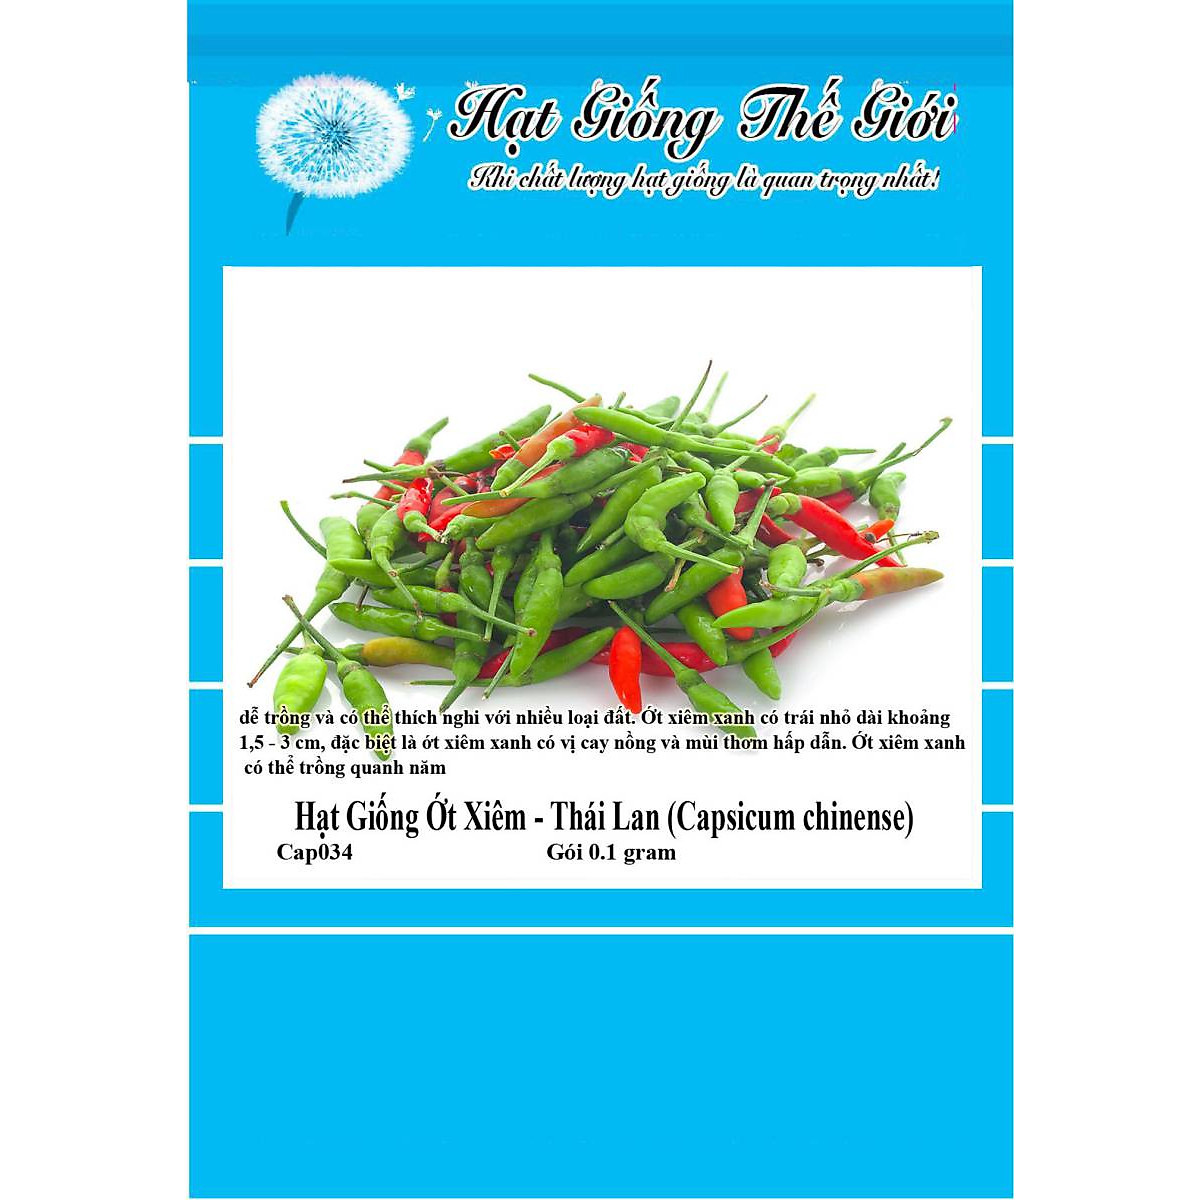 Hạt Giống Thế Giới
Khi chất lượng hạt giống là quan trọng nhất!
dễ trồng và có thể thích nghi với nhiều loại đất. Ớt xiêm xanh có trái nhỏ dài khoảng
1,5 - 3 cm, đặc biệt là ớt xiêm xanh có vị cay nồng và mùi thơm hấp dẫn. Ớt xiêm xanh
có thể trồng quanh năm
Hạt Giống Ớt Xiêm - Thái Lan (Capsicum chinense)
Cap034 Gói 0.1 gram